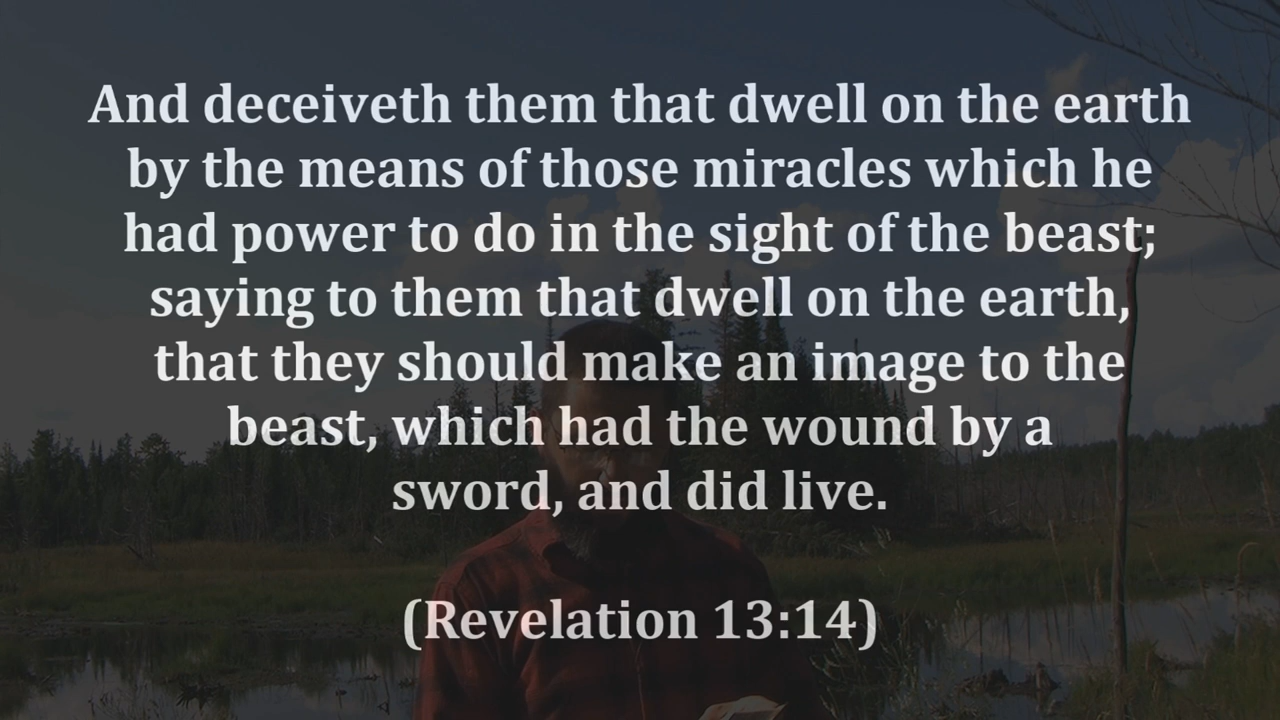 And deceiveth them that dwell on the earth
by the means of those miracles which he
had power to do in the sight of the beast;
saying to them that dwell on the earth,
that they should make an image to the
beast, which had the wound by a
sword, and did live.
(Revelation 13:14)